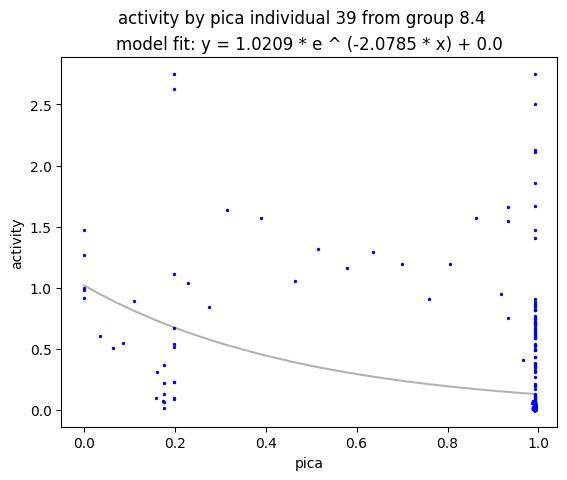 activity by pica individual 39 from group 8.4
model fit: y = 1.0209 * e ^ (-2.0785 * x) + 0.0
2.5
2.0
1.5
1.0
0.5
0.0
activity
0.0 0.2 0.4 0.6 0.8 1.0
pica